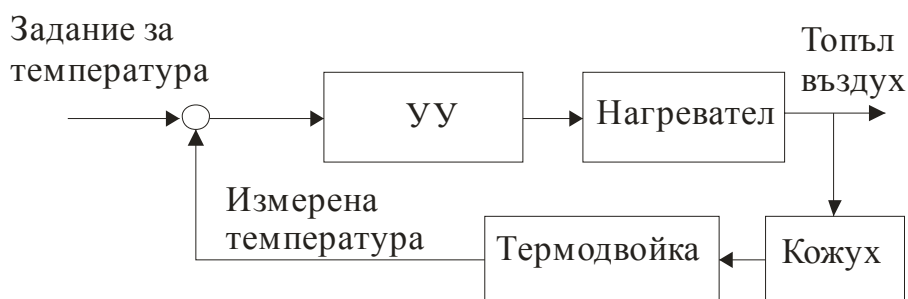 Задание за
температура
Топъл
въздух
УУ
Нагревател
Измерена
температура
Термодвойка
Кожух